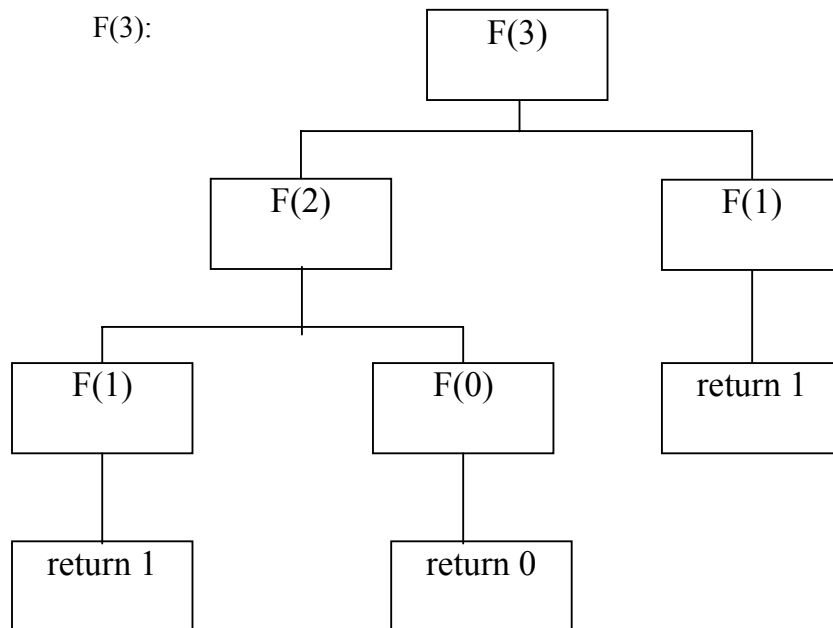 F(3):
F(3)
F(2)
F(1)
F(1)
F(0)
return 1
return 1
return 0